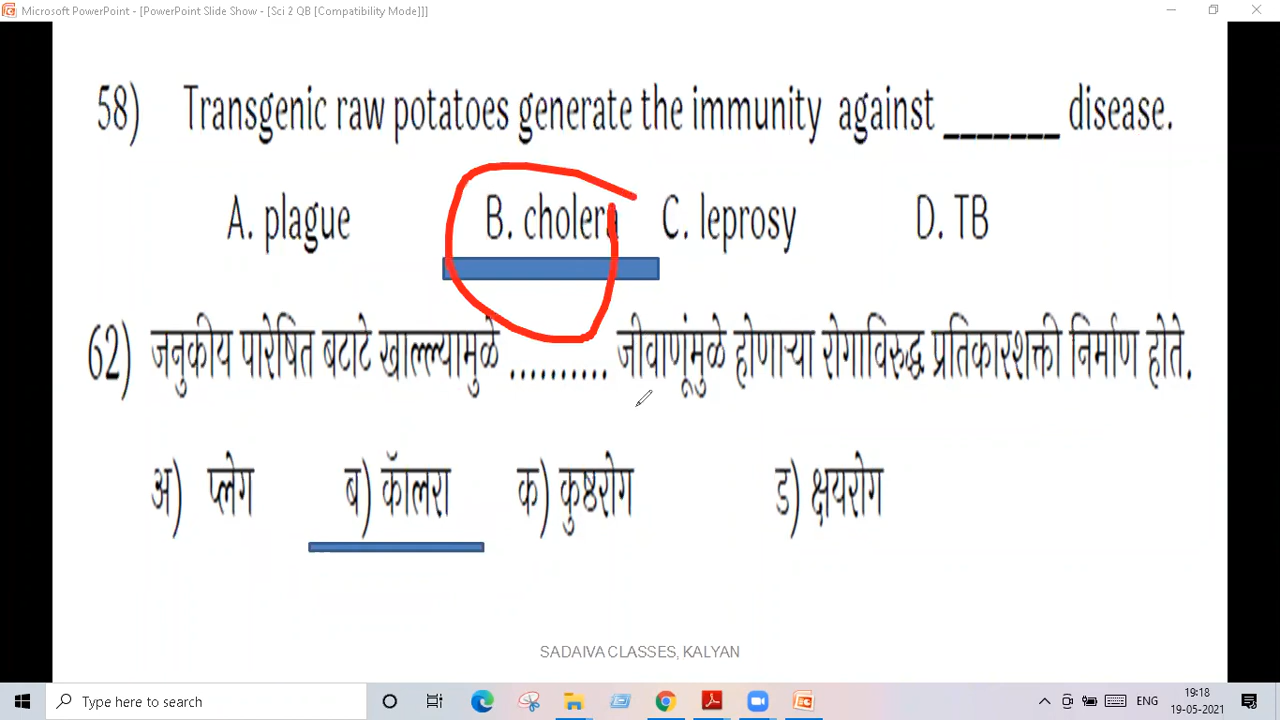 Microsoft PowerPoint - [PowerPoint Slide Show - [Sci 2 QB [Compatibility Mode]]]
58) Transgenic raw potatoes generate the immunity against _______ disease.
A. plague B. cholera C. leprosy D. TB
62) जनुकीय पारेषित बटाटे खाल्ल्यामुळे .......... जीवाणूंमुळे होणाऱ्या रोगाविरुद्ध प्रतिकारशक्ती निर्माण होते.
अ) प्लेग ब) कॅालरा क) कुष्ठरोग ड) क्षयरोग
SADAIVA CLASSES, KALYAN
Type here to search
ENG
19:18
19-05-2021